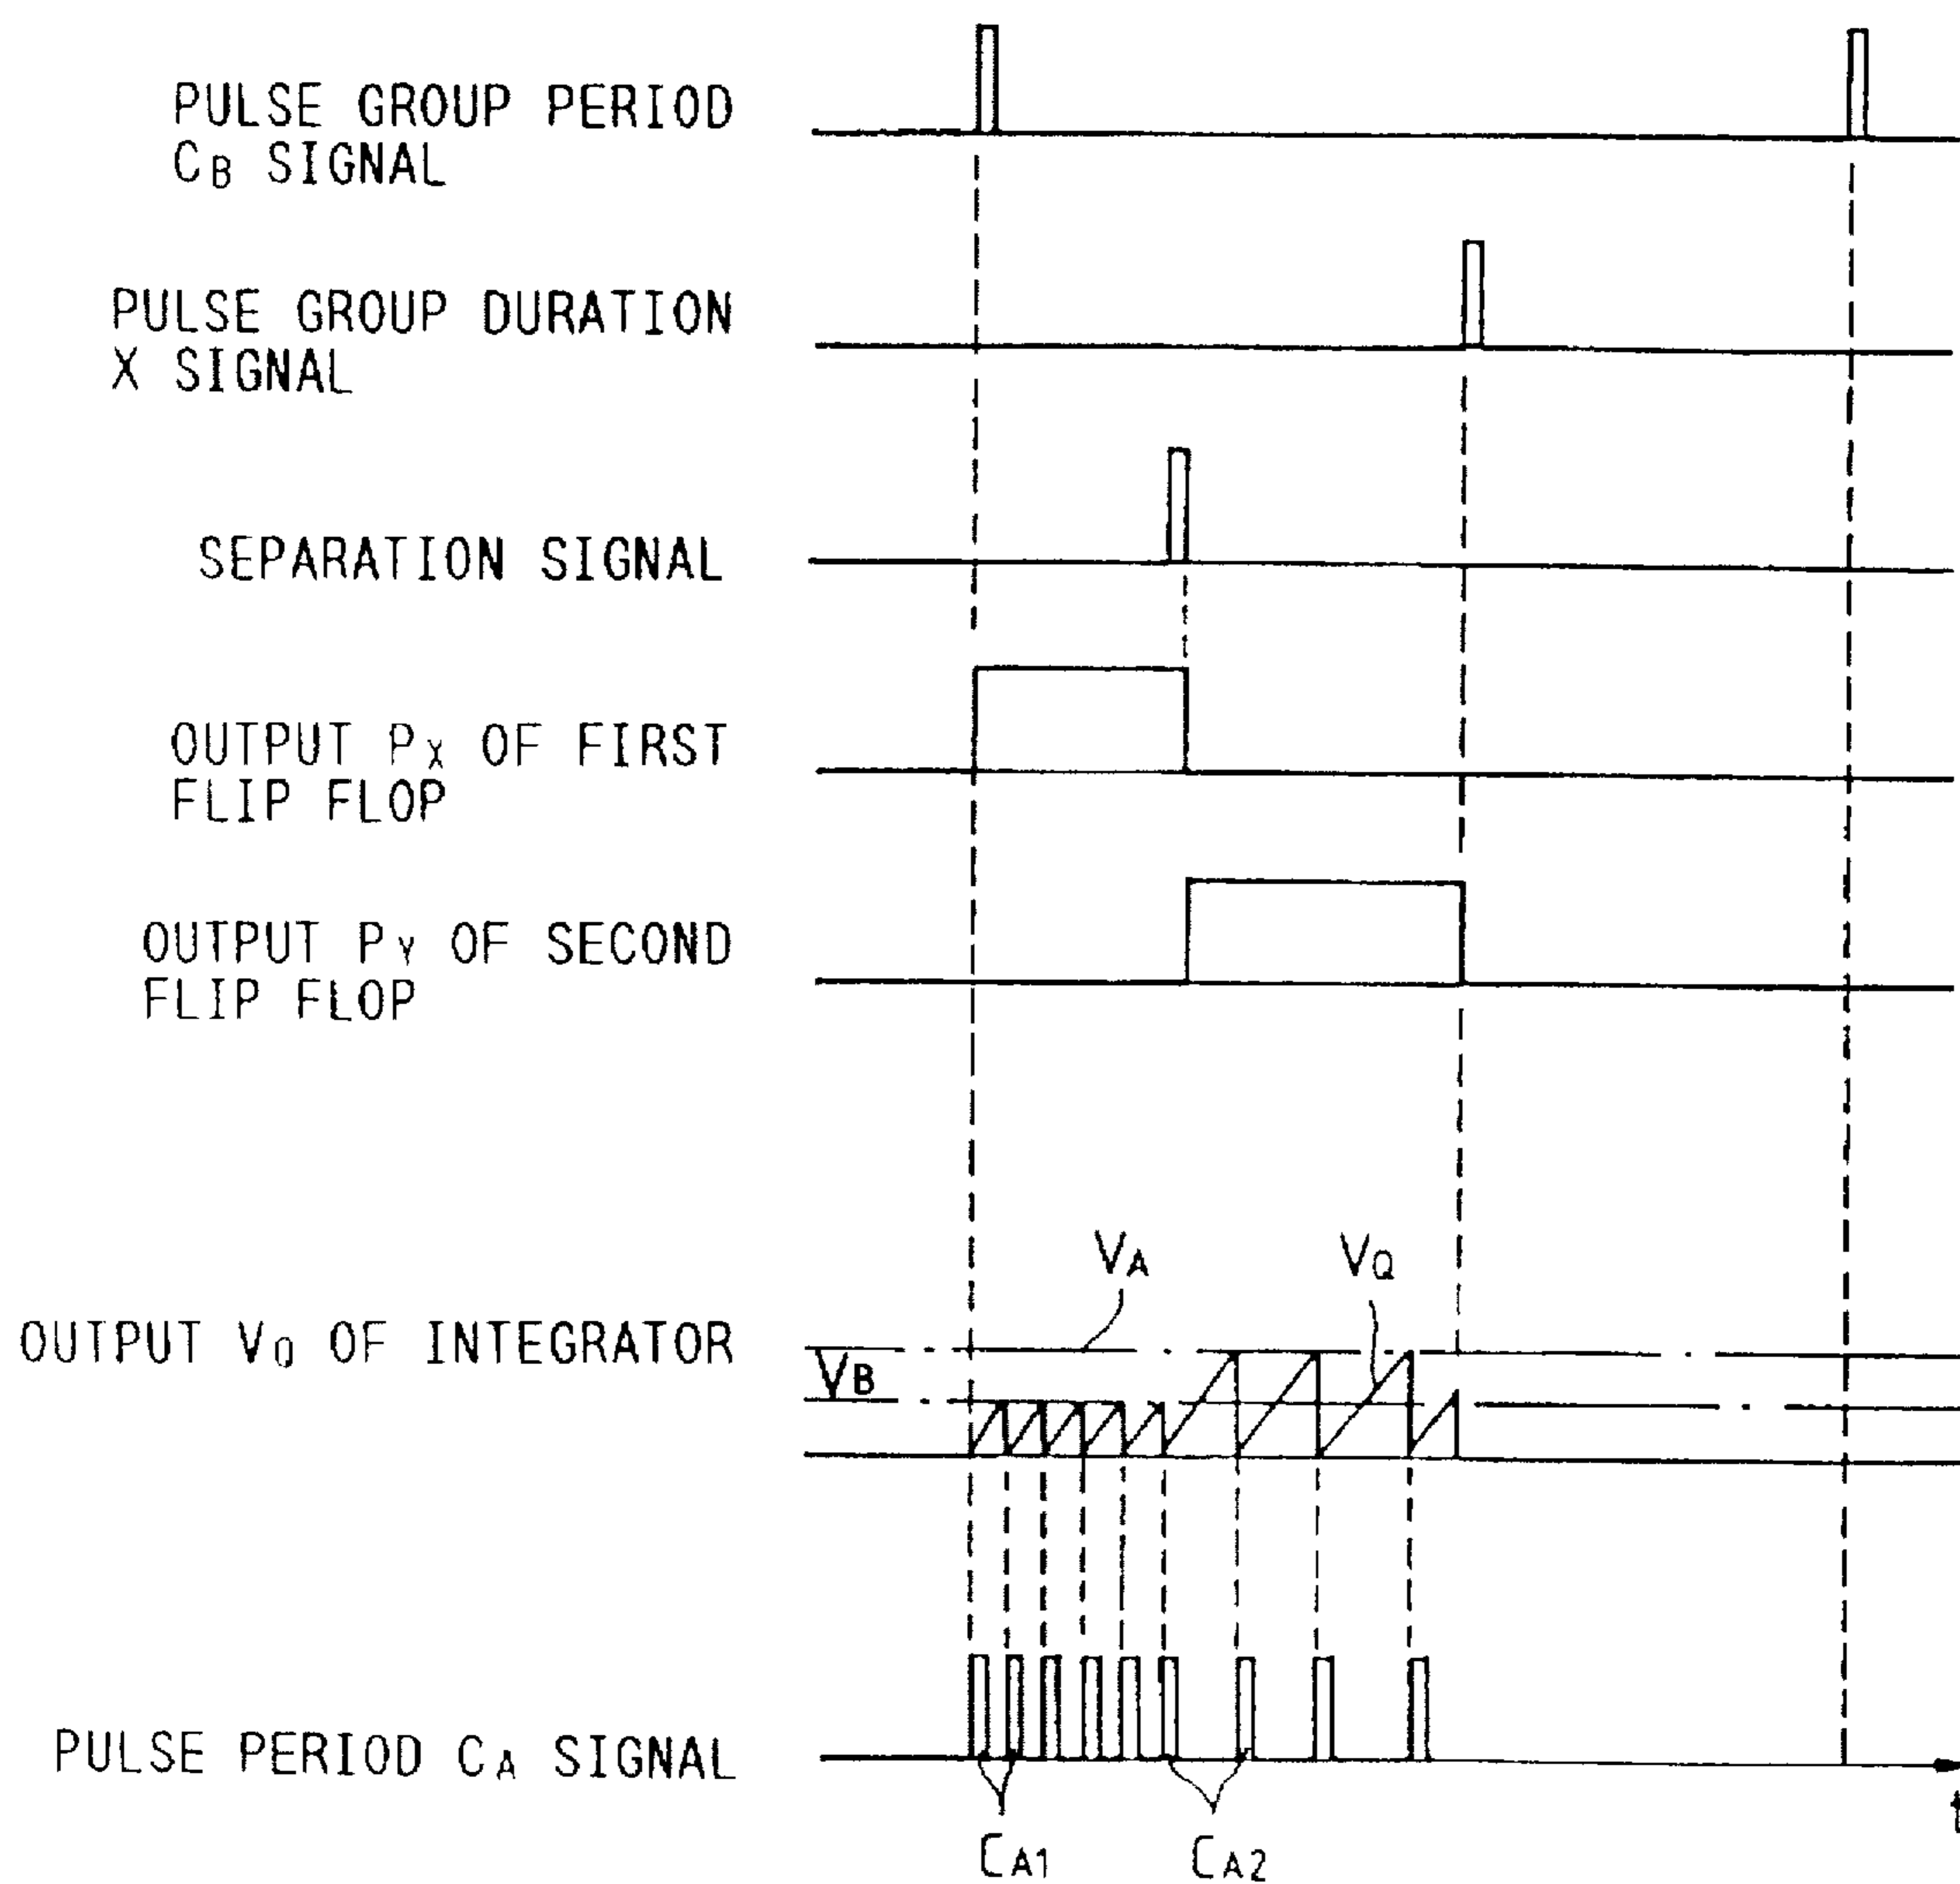 PULSE GROUP PERIOD
CB SIGNAL
PULSE GROUP DURATION
X SIGNAL
SEPARATION SIGNAL
OUTPUT PX OF FIRST
FLIP FLOP
OUTPUT PY OF SECOND
FLIP FLOP
VA
VQ
OUTPUT VQ OF INTEGRATOR
VB
PULSE PERIOD CA SIGNAL
t
CA1
CA2